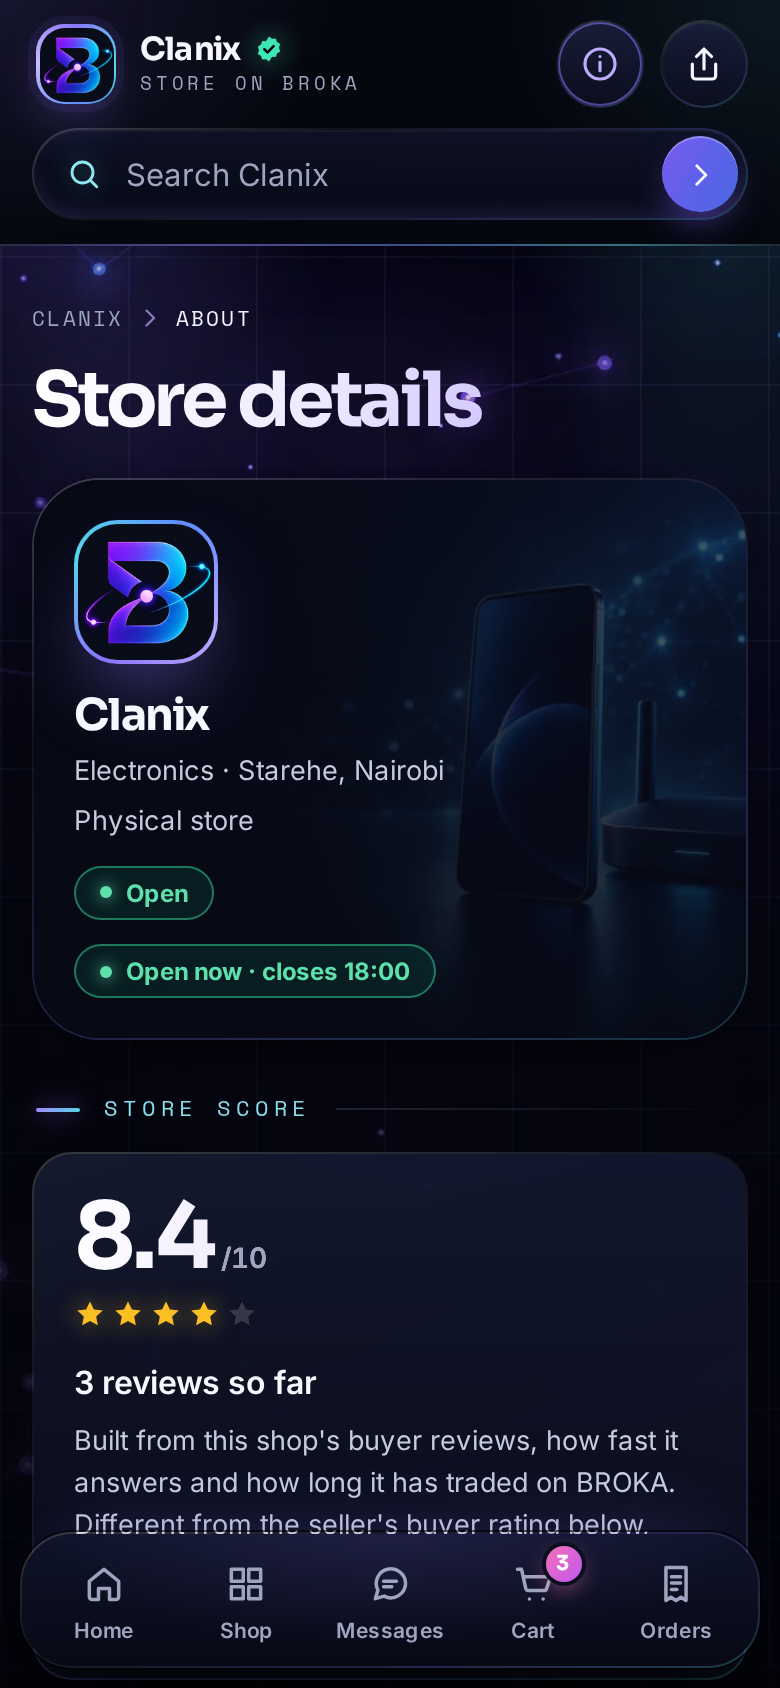 Clanix
STORE ON BROKA
Search Clanix
CLANIX > ABOUT
Store details
Clanix
Electronics · Starehe, Nairobi
Physical store
Open
Open now · closes 18:00
STORE SCORE
8.4/10
3 reviews so far
Built from this shop's buyer reviews, how fast it
answers and how long it has traded on BROKA.
Different from the seller's buyer rating below.
3
Home Shop Messages Cart Orders